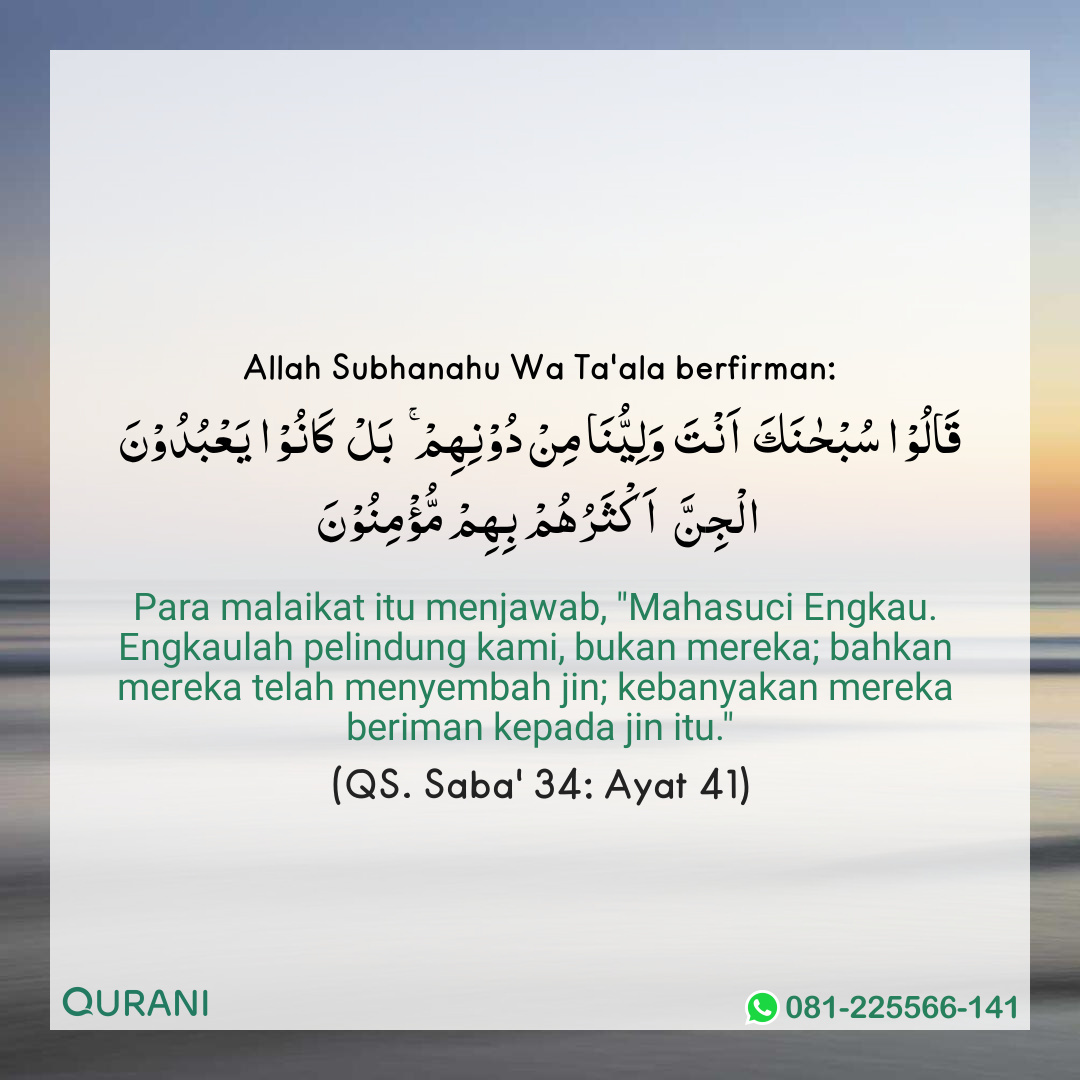 Allah Subhanahu Wa Ta'ala berfirman:
قَالُوْا سُبْحٰنَكَ اَنْتَ وَلِيُّنَا مِنْ دُوْنِهِمْ ۚ بَلْ كَانُوْا يَعْبُدُوْنَ
الْجِنَّ اَكْثَرُهُمْ بِهِمْ مُّؤْمِنُوْنَ
Para malaikat itu menjawab, "Mahasuci Engkau.
Engkaulah pelindung kami, bukan mereka; bahkan
mereka telah menyembah jin; kebanyakan mereka
beriman kepada jin itu."
(QS. Saba' 34: Ayat 41)
QURANI
081-225566-141